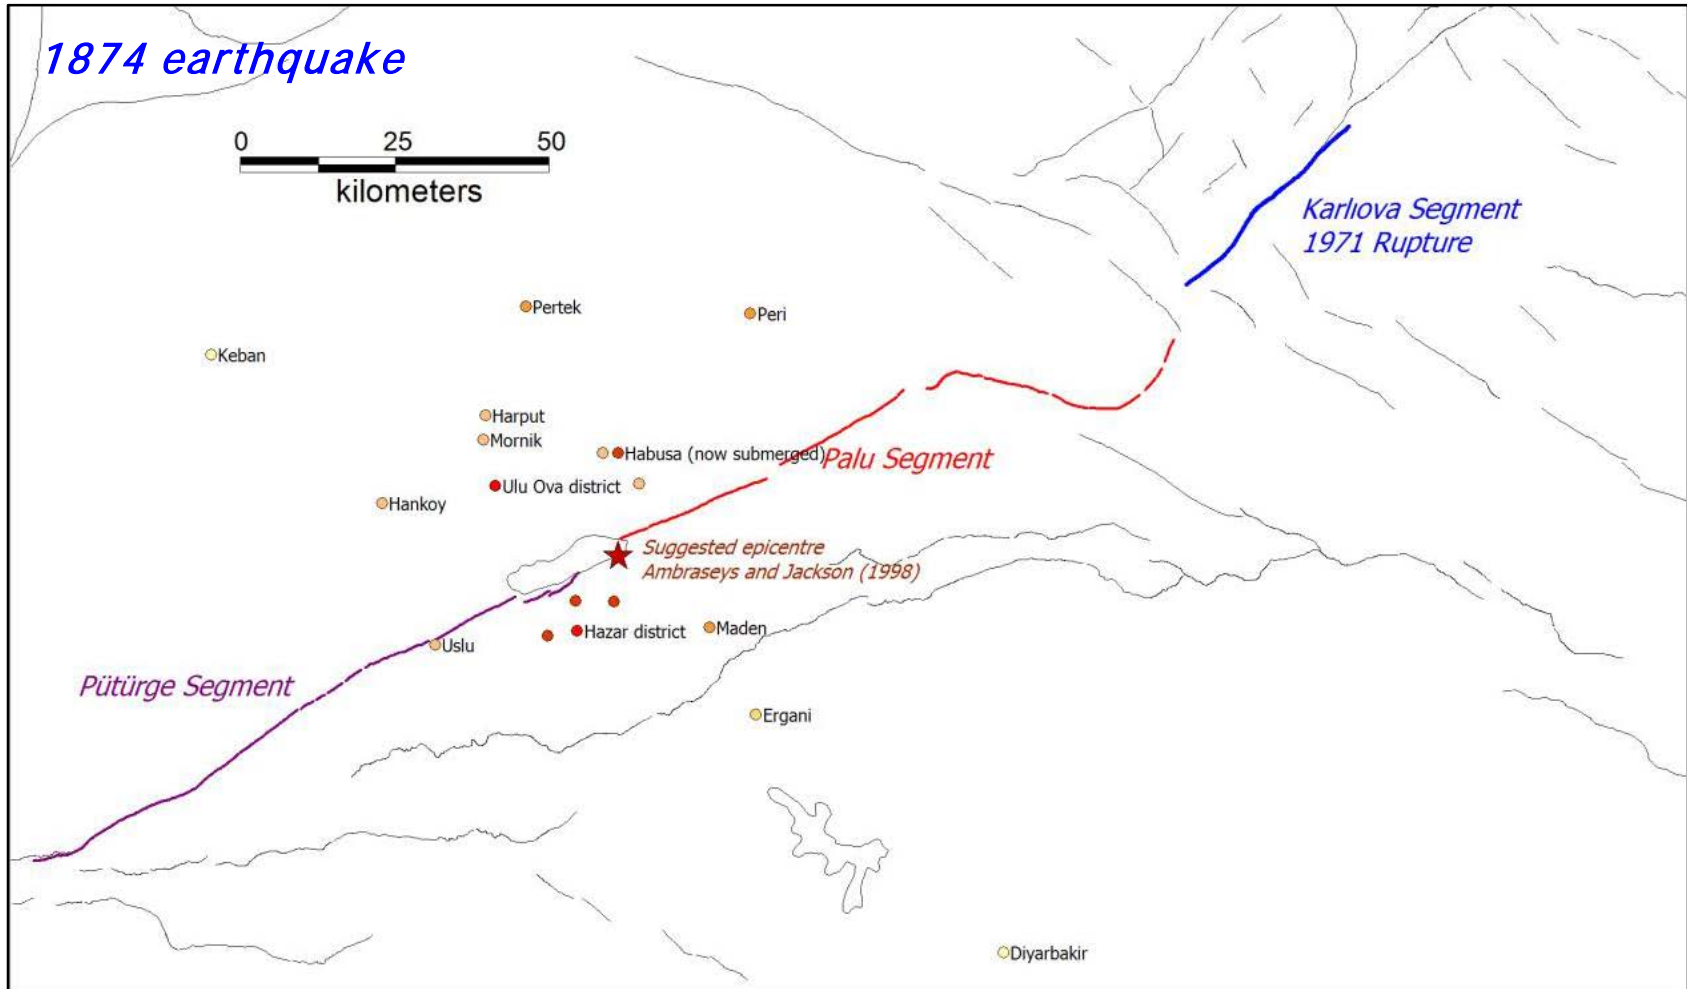 1874 earthquake
0 25 50
kilometers
Karlıova Segment
1971 Rupture
Pertek
Peri
Keban
Harput
Mornik
Habusa (now submerged)
Palu Segment
Ulu Ova district
Hankoy
Suggested epicentre
Ambraseys and Jackson (1998)
Hazar district
Maden
Uslu
Pütürge Segment
Ergani
Diyarbakir